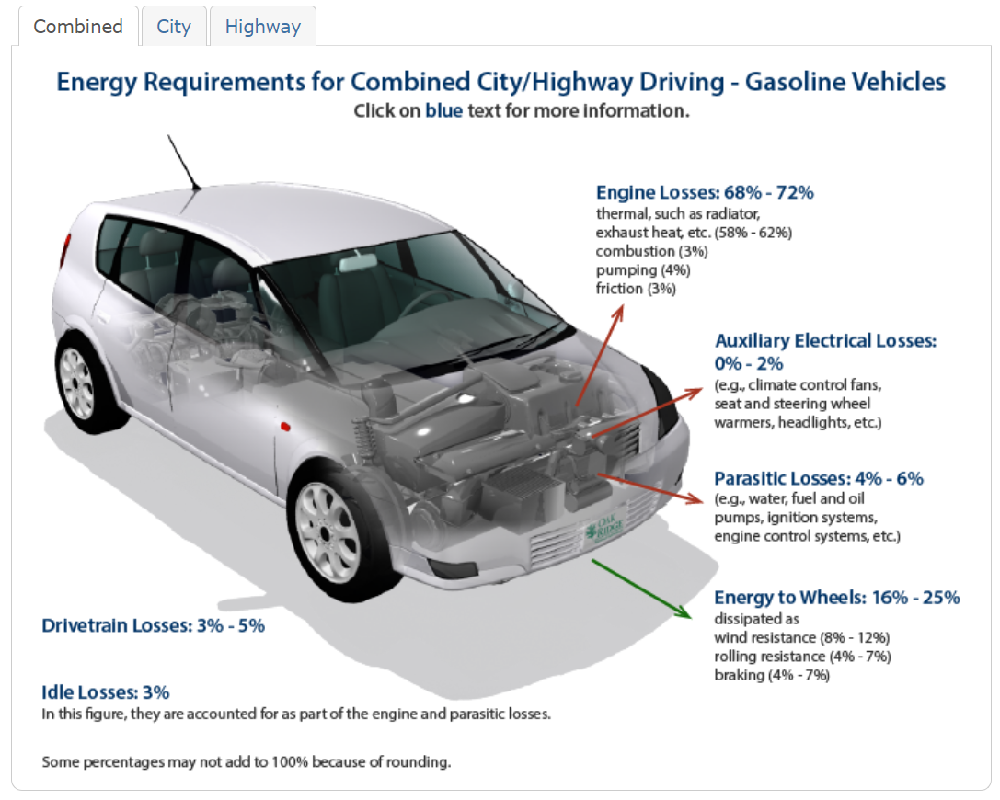 Combined
City
Highway
Energy Requirements for Combined City/Highway Driving - Gasoline Vehicles
Click on blue text for more information.
Engine Losses: 68% - 72%
thermal, such as radiator,
exhaust heat, etc. (58% - 62%)
combustion (3%)
pumping (4%)
friction (3%)
Auxiliary Electrical Losses:
0% - 2%
(e.g., climate control fans,
seat and steering wheel
warmers, headlights, etc.)
Parasitic Losses: 4% - 6%
(e.g., water, fuel and oil
pumps, ignition systems,
engine control systems, etc.)
OAK
RIDGE
Energy to Wheels: 16% - 25%
dissipated as
wind resistance (8% - 12%)
rolling resistance (4% - 7%)
braking (4% - 7%)
Drivetrain Losses: 3% - 5%
Idle Losses: 3%
In this figure, they are accounted for as part of the engine and parasitic losses.
Some percentages may not add to 100% because of rounding.